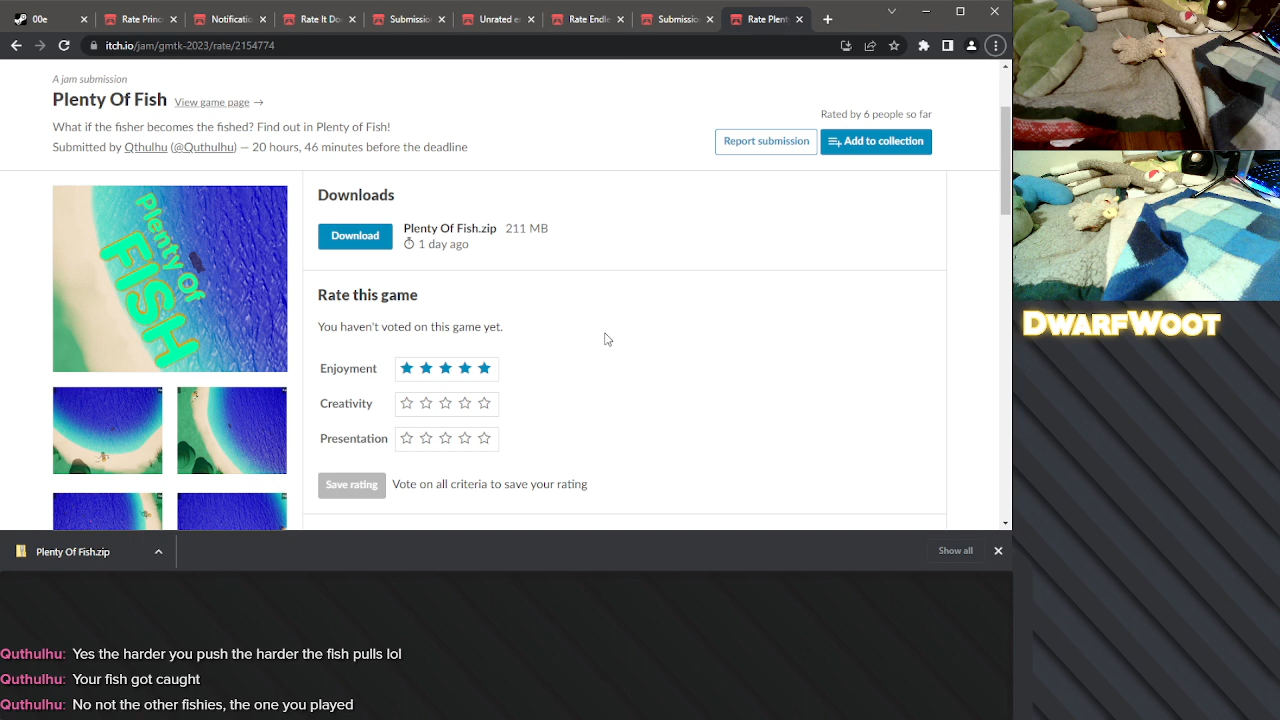 00e
Rate Princ
Notificatio
Rate It Do
Submission
Unrated e
Rate Endle
Submissio
Rate Plent
itch.io/jam/gmtk-2023/rate/2154774
A jam submission
Plenty Of Fish View game page →
What if the fisher becomes the fished? Find out in Plenty of Fish!
Submitted by Qthulhu (@Quthulhu) — 20 hours, 46 minutes before the deadline
Rated by 6 people so far
Report submission Add to collection
Plenty Of FISH
Downloads
Download Plenty Of Fish.zip 211 MB
1 day ago
Rate this game
You haven't voted on this game yet.
Enjoyment
Creativity
Presentation
Save rating Vote on all criteria to save your rating
Plenty Of Fish.zip
Show all
DwarfWoot
Quthulhu: Yes the harder you push the harder the fish pulls lol
Quthulhu: Your fish got caught
Quthulhu: No not the other fishies, the one you played